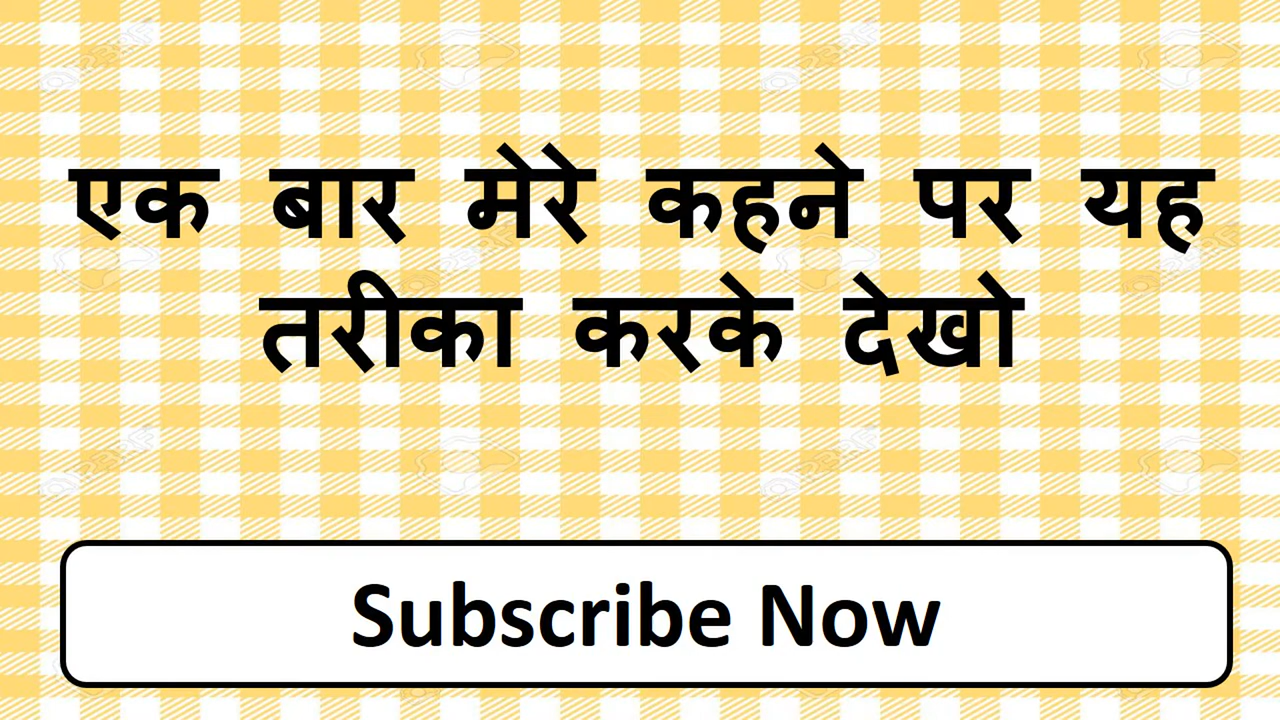 एक बार मेरे कहने पर यह
तरीका करके देखो
Subscribe Now